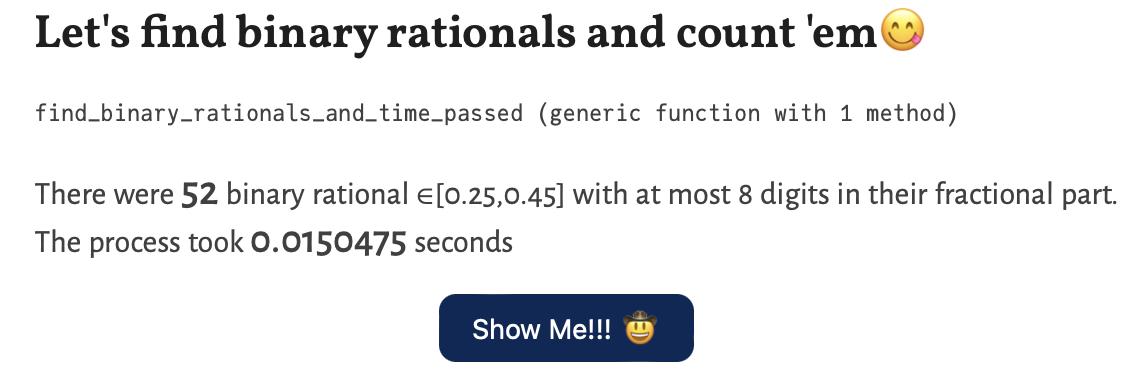 Let's find binary rationals and count 'em😋
find_binary_rationals_and_time_passed (generic function with 1 method)
There were 52 binary rational ∈[0.25,0.45] with at most 8 digits in their fractional part.
The process took 0.0150475 seconds
Show Me!!! 🤠